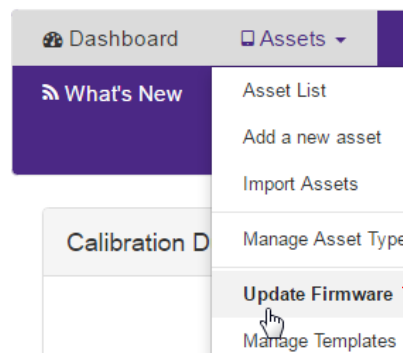 Dashboard Assets
What's New
Asset List
Add a new asset
Import Assets
Calibration D
Manage Asset Type
Update Firmware
Manage Templates